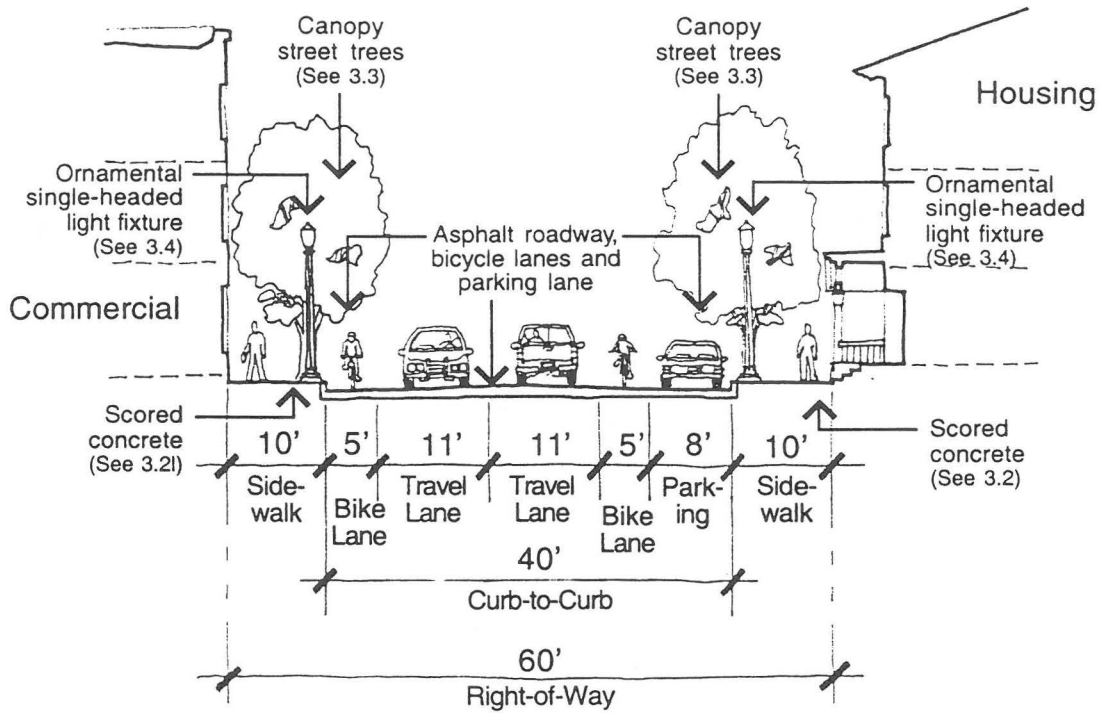 Canopy
street trees
(See 3.3)
Canopy
street trees
(See 3.3)
Housing
Ornamental
single-headed
light fixture
(See 3.4)
Ornamental
single-headed
light fixture
(See 3.4)
Asphalt roadway,
bicycle lanes and
parking lane
Commercial
Scored
concrete
(See 3.2l)
Scored
concrete
(See 3.2)
10' 5' 11' 11' 5' 8' 10'
Side-
walk
Bike
Lane
Travel
Lane
Travel
Lane
Bike
Lane
Park-
ing
Side-
walk
40'
Curb-to-Curb
60'
Right-of-Way